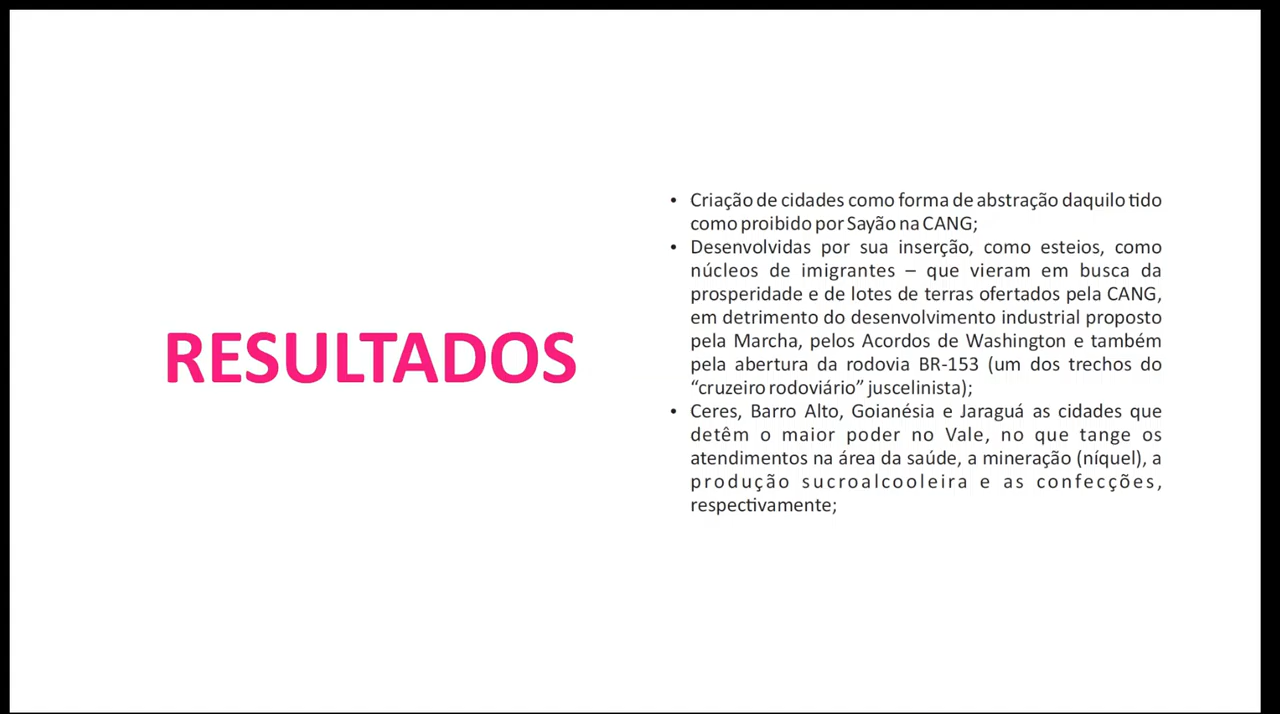 RESULTADOS
• Criação de cidades como forma de abstração daquilo tido
como proibido por Sayão na CANG;
• Desenvolvidas por sua inserção, como esteios, como
núcleos de imigrantes – que vieram em busca da
prosperidade e de lotes de terras ofertados pela CANG,
em detrimento do desenvolvimento industrial proposto
pela Marcha, pelos Acordos de Washington e também
pela abertura da rodovia BR-153 (um dos trechos do
“cruzeiro rodoviário” juscelinista);
• Ceres, Barro Alto, Goianésia e Jaraguá as cidades que
detêm o maior poder no Vale, no que tange os
atendimentos na área da saúde, a mineração (níquel), a
produção sucroalcooleira e as confecções,
respectivamente;